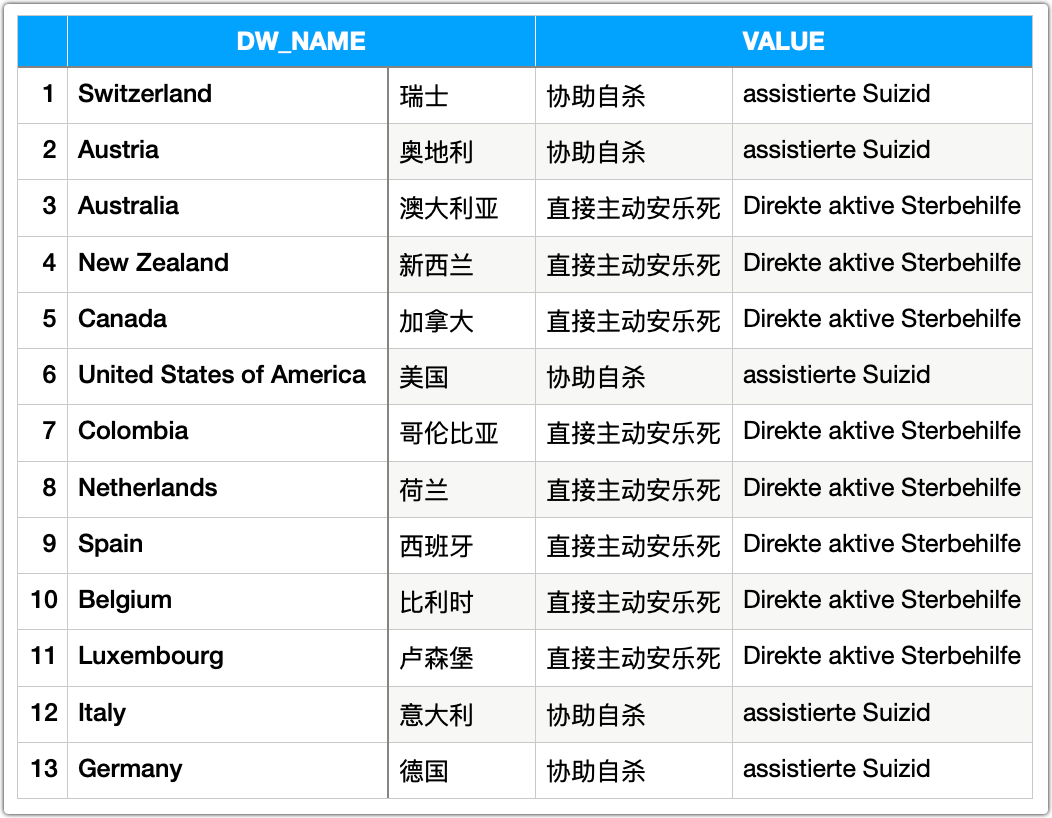 DW_NAME VALUE
1 Switzerland 瑞士 协助自杀 assistierte Suizid
2 Austria 奥地利 协助自杀 assistierte Suizid
3 Australia 澳大利亚 直接主动安乐死 Direkte aktive Sterbehilfe
4 New Zealand 新西兰 直接主动安乐死 Direkte aktive Sterbehilfe
5 Canada 加拿大 直接主动安乐死 Direkte aktive Sterbehilfe
6 United States of America 美国 协助自杀 assistierte Suizid
7 Colombia 哥伦比亚 直接主动安乐死 Direkte aktive Sterbehilfe
8 Netherlands 荷兰 直接主动安乐死 Direkte aktive Sterbehilfe
9 Spain 西班牙 直接主动安乐死 Direkte aktive Sterbehilfe
10 Belgium 比利时 直接主动安乐死 Direkte aktive Sterbehilfe
11 Luxembourg 卢森堡 直接主动安乐死 Direkte aktive Sterbehilfe
12 Italy 意大利 协助自杀 assistierte Suizid
13 Germany 德国 协助自杀 assistierte Suizid